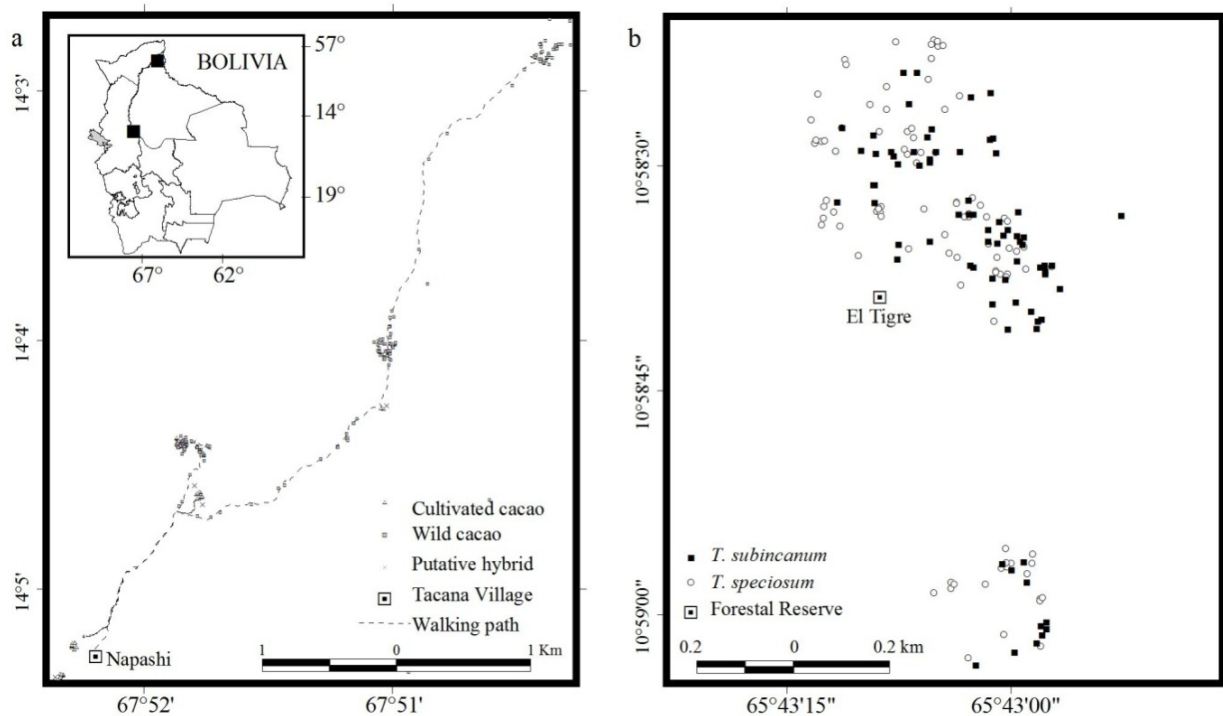 a
BOLIVIA
57°
14°
19°
67°
62°
14°3'
14°4'
14°5'
Cultivated cacao
Wild cacao
Putative hybrid
Tacana Village
Walking path
Napashi
1 0 1 Km
67°52'
67°51'
b
10°58'30"
10°58'45"
10°59'00"
El Tigre
T. subincanum
T. speciosum
Forestal Reserve
0.2 0 0.2 km
65°43'15"
65°43'00"